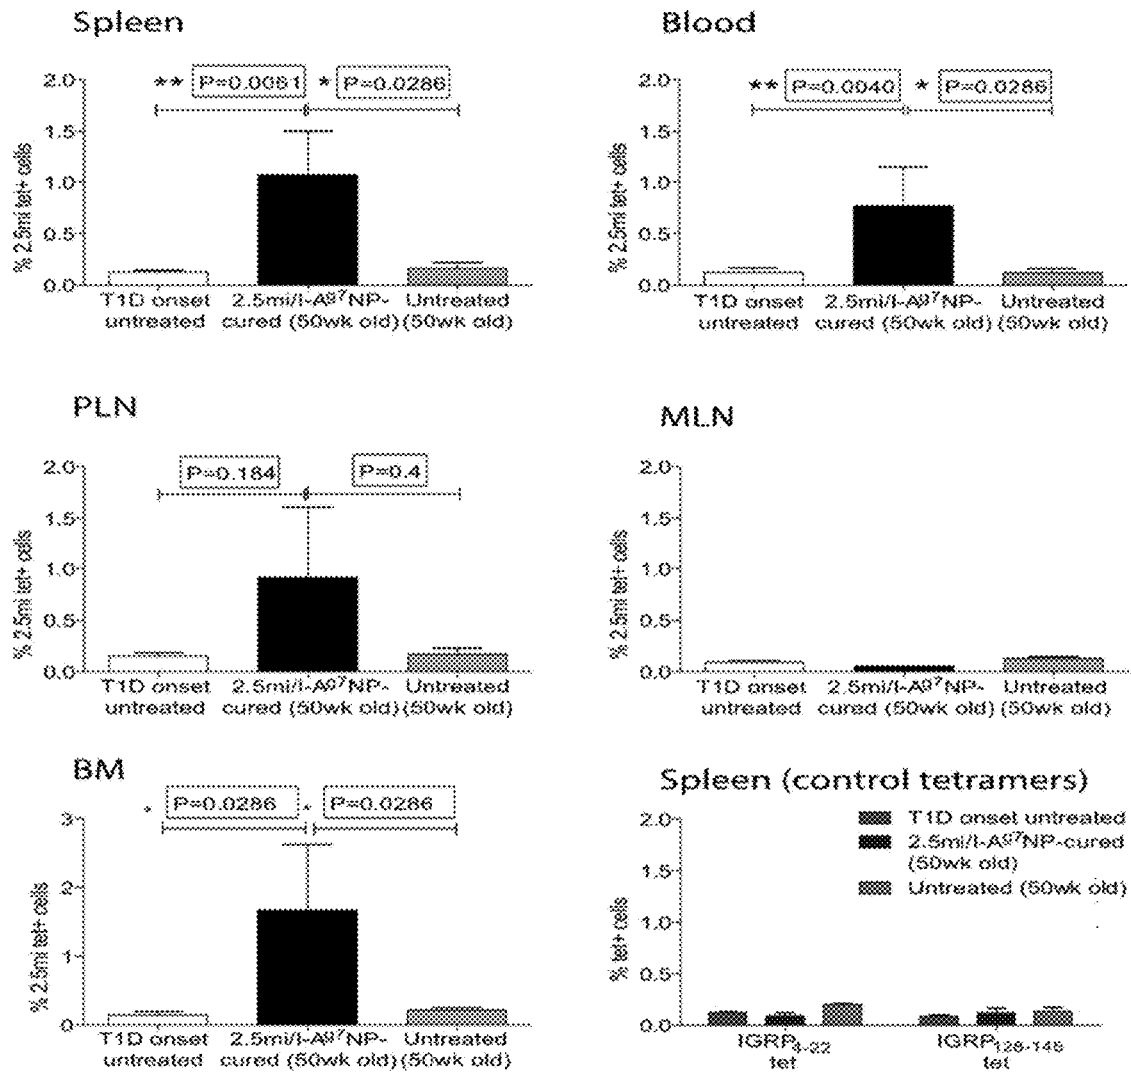 Spleen
** P=0.0061 * P=0.0286
2.0
1.5
1.0
0.5
0.0
% 2.5mi tet+ cells
T1D onset untreated
2.5mi/I-Ag7NP-cured (50wk old)
Untreated (50wk old)
Blood
** P=0.0040 * P=0.0286
2.0
1.5
1.0
0.5
0.0
% 2.5mi tet+ cells
T1D onset untreated
2.5mi/I-Ag7NP-cured (50wk old)
Untreated (50wk old)
PLN
P=0.184 P=0.4
2.0
1.5
1.0
0.5
0.0
% 2.5mi tet+ cells
T1D onset untreated
2.5mi/I-Ag7NP-cured (50wk old)
Untreated (50wk old)
MLN
2.0
1.5
1.0
0.5
0.0
% 2.5mi tet+ cells
T1D onset untreated
2.5mi/I-Ag7NP-cured (50wk old)
Untreated (50wk old)
BM
* P=0.0286 * P=0.0286
3
2
1
0
% 2.5mi tet+ cells
T1D onset untreated
2.5mi/I-Ag7NP-cured (50wk old)
Untreated (50wk old)
Spleen (control tetramers)
T1D onset untreated
2.5mi/I-Ag7NP-cured
(50wk old)
Untreated (50wk old)
2.0
1.5
1.0
0.5
0.0
% tet+ cells
IGRP4-22 tet
IGRP128-145 tet